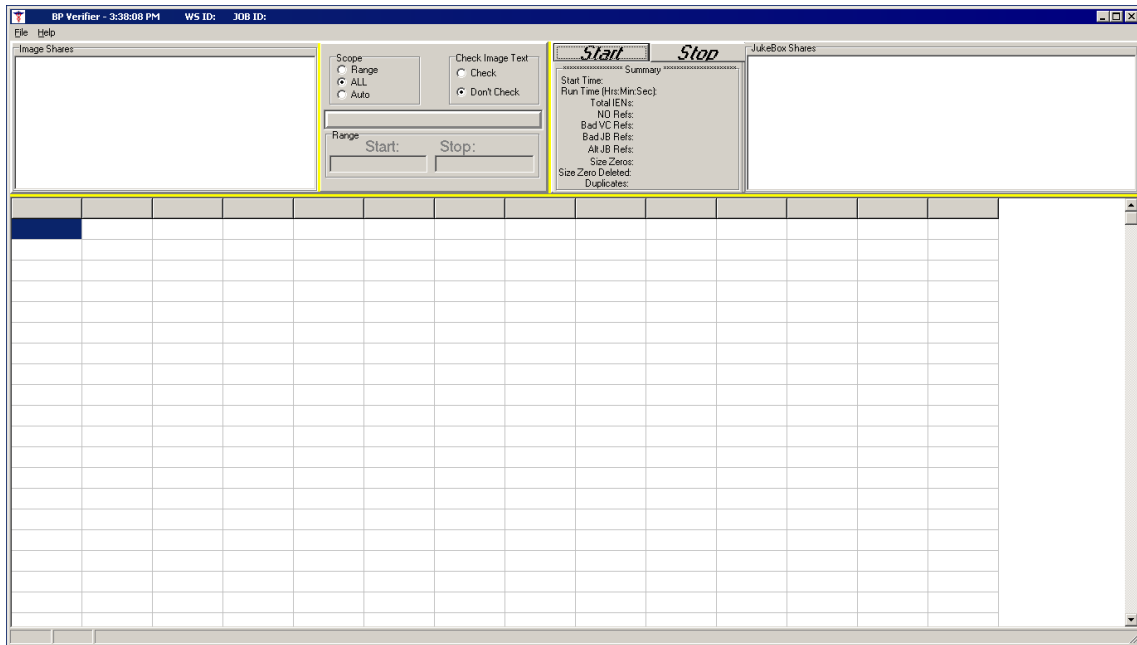 BP Verifier - 3:38:08 PM WS ID: JOB ID:
File Help
Image Shares
Scope
Range
ALL
Auto
Check Image Text
Check
Don't Check
Range
Start: Stop:
Start Stop
xxxxxxxxxxxxxxxxxx Summary xxxxxxxxxxxxxxxxxxxxxx
Start Time:
Run Time (Hrs:Min:Sec):
Total IENs:
NO Refs:
Bad VC Refs:
Bad JB Refs:
Alt JB Refs:
Size Zeros:
Size Zero Deleted:
Duplicates:
JukeBox Shares